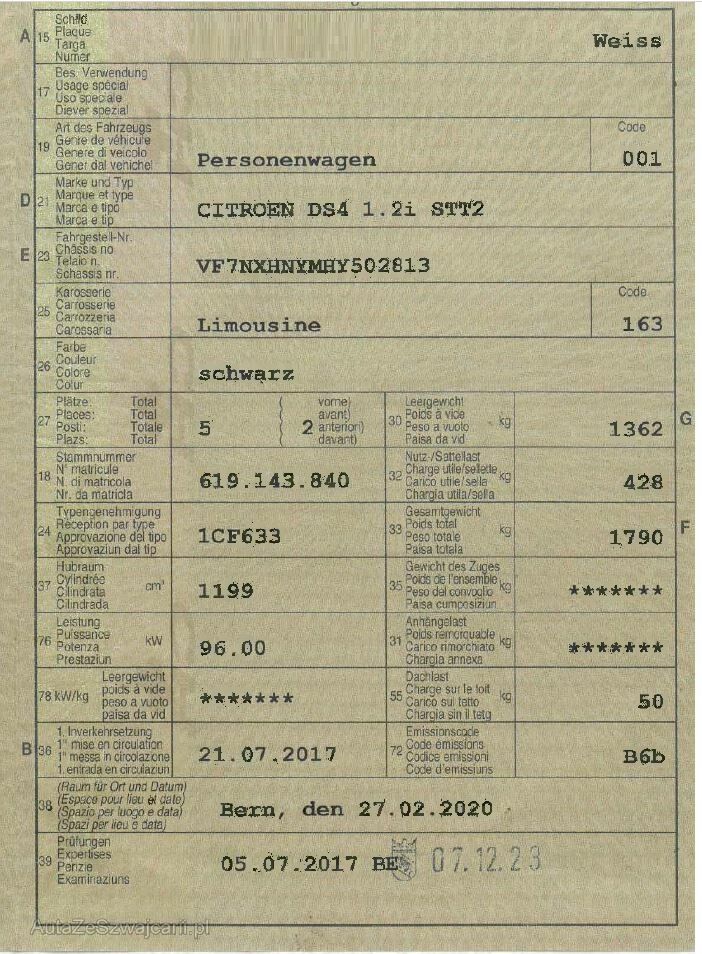 A 15 Schild Weiss
Plaque
Targa
Numer
17 Bes. Verwendung
Usage spécial
Uso speciale
Diever spezial
19 Art des Fahrzeugs Code
Genre de véhicule
Genere di veicolo Personenwagen 001
Gener dal vehichel
D 21 Marke und Typ
Marque et type
Marca e tipo CITROEN DS4 1.2i STT2
Marca e tip
E 23 Fahrgestell-Nr.
Châssis no
Telaio n. VF7NXHNYMHY502813
Schassis nr.
25 Karosserie Code
Carrosserie
Carrozzeria Limousine 163
Carossaria
26 Farbe
Couleur
Colore schwarz
Colur
27 Plätze: Total ( vorne)
Places: Total ( avant)
Posti: Totale 5 ( 2 anteriori)
Plazs: Total ( davant)
30 Leergewicht G
Poids à vide kg
Peso a vuoto 1362
Paisa da vid
18 Stammnummer
N° matricule
N. di matricola 619.143.840
Nr. da matricla
32 Nutz-/Sattellast
Charge utile/sellette kg
Carico utile/sella 428
Chargia utila/sella
24 Typengenehmigung
Réception par type
Approvazione del tipo 1CF633
Approvaziun dal tip
33 Gesamtgewicht F
Poids total kg
Peso totale 1790
Paisa totala
37 Hubraum
Cylindrée cm³
Cilindrata 1199
Cilindrada
35 Gewicht des Zuges
Poids de l'ensemble kg
Peso del convoglio *******
Paisa cumposiziun
76 Leistung
Puissance kW
Potenza 96.00
Prestaziun
31 Anhängelast
Poids remorquable kg
Carico rimorchiato *******
Chargia annexa
78 kW/kg Leergewicht
poids à vide
peso a vuoto *******
paisa da vid
55 Dachlast
Charge sur le toit kg
Carico sul tetto 50
Chargia sin il tetg
B 36 1. Inverkehrsetzung
1re mise en circulation
1a messa in circolazione 21.07.2017
1. entrada en circulaziun
72 Emissionscode
Code émissions
Codice emissioni B6b
Code d'emissiuns
38 (Raum für Ort und Datum)
(Espace pour lieu et date)
(Spazio per luogo e data) Bern, den 27.02.2020
(Spazi per lieu e data)
39 Prüfungen
Expertises
Perizie 05.07.2017 BE 07.12.23
Examinaziuns
AutaZeSzwajcarii.pl